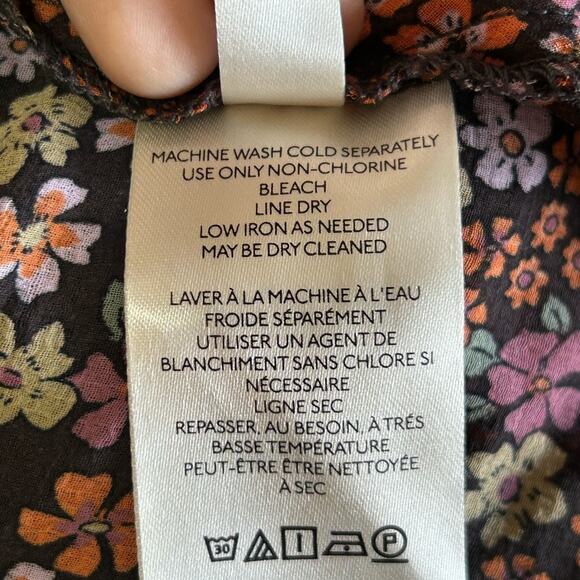 MACHINE WASH COLD SEPARATELY
USE ONLY NON-CHLORINE
BLEACH
LINE DRY
LOW IRON AS NEEDED
MAY BE DRY CLEANED
LAVER À LA MACHINE À L'EAU
FROIDE SÉPARÉMENT
UTILISER UN AGENT DE
BLANCHIMENT SANS CHLORE SI
NÉCESSAIRE
LIGNE SEC
REPASSER, AU BESOIN, À TRÉS
BASSE TEMPÉRATURE
PEUT-ÊTRE ÊTRE NETTOYÉE
À SEC
30 P